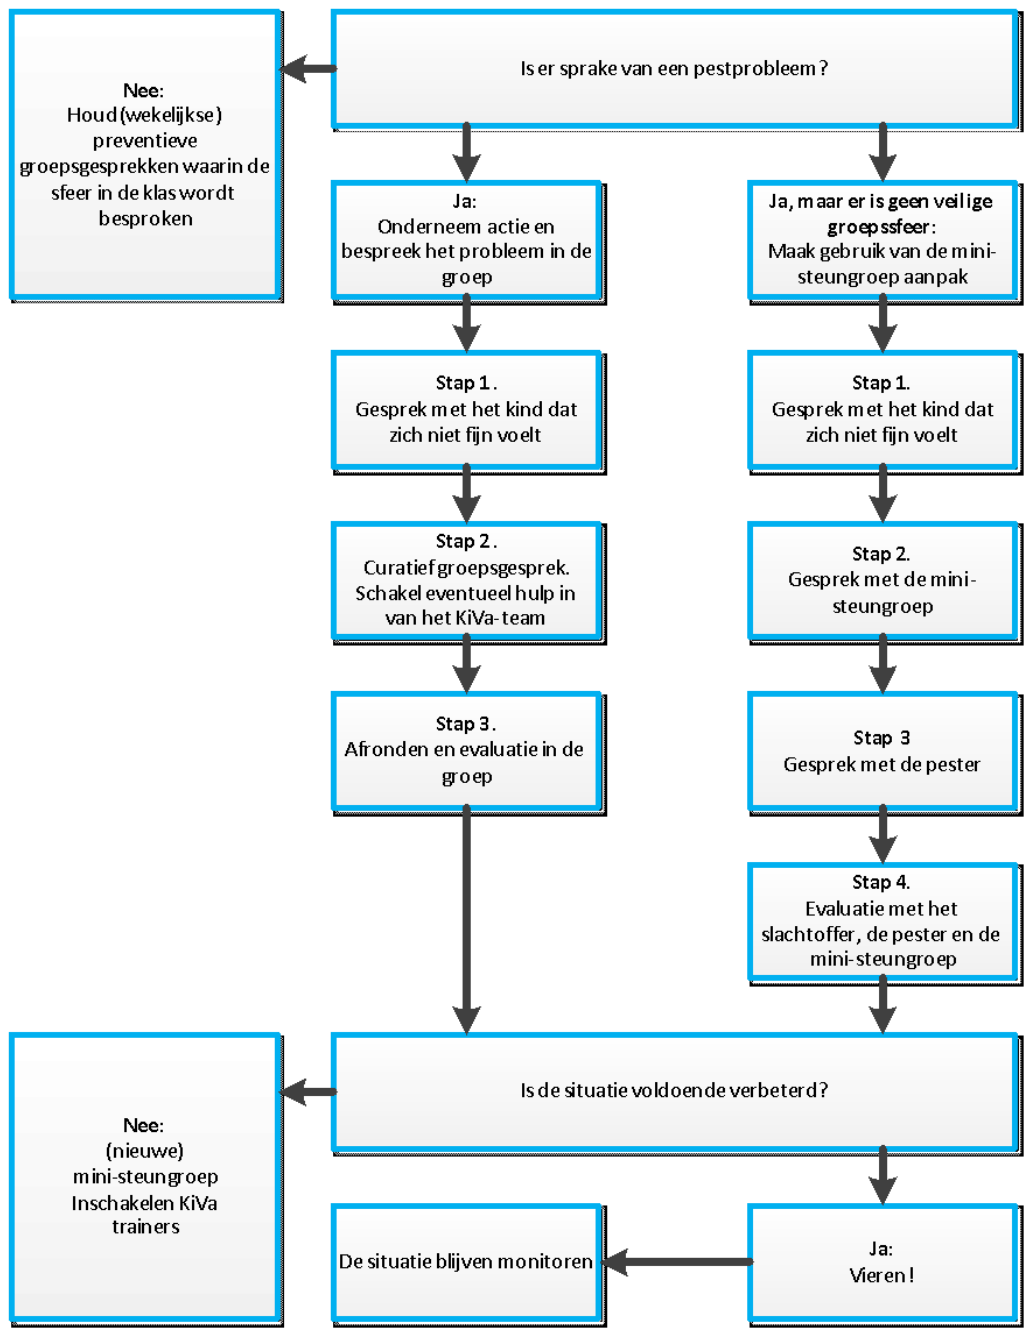 Is er sprake van een pestprobleem?
Nee:
Houd (wekelijkse)
preventieve
groepsgesprekken waarin de
sfeer in de klas wordt
besproken
Ja:
Onderneem actie en
bespreek het probleem in de
groep
Ja, maar er is geen veilige
groepssfeer:
Maak gebruik van de mini-
steungroep aanpak
Stap 1.
Gesprek met het kind dat
zich niet fijn voelt
Stap 1.
Gesprek met het kind dat
zich niet fijn voelt
Stap 2.
Curatief groepsgesprek.
Schakel eventueel hulp in
van het KiVa-team
Stap 2.
Gesprek met de mini-
steungroep
Stap 3.
Afronden en evaluatie in de
groep
Stap 3
Gesprek met de pester
Stap 4.
Evaluatie met het
slachtoffer, de pester en de
mini-steungroep
Is de situatie voldoende verbeterd?
Nee:
(nieuwe)
mini-steungroep
Inschakelen KiVa
trainers
De situatie blijven monitoren
Ja:
Vieren!